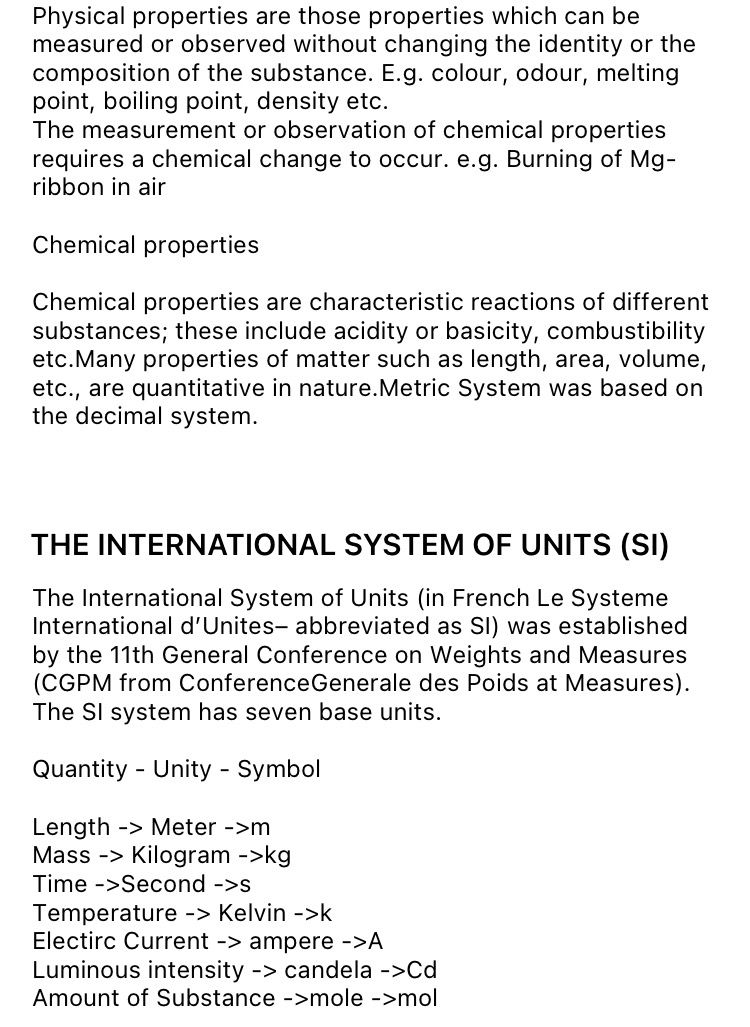 Physical properties are those properties which can be
measured or observed without changing the identity or the
composition of the substance. E.g. colour, odour, melting
point, boiling point, density etc.
The measurement or observation of chemical properties
requires a chemical change to occur. e.g. Burning of Mg-
ribbon in air
Chemical properties
Chemical properties are characteristic reactions of different
substances; these include acidity or basicity, combustibility
etc.Many properties of matter such as length, area, volume,
etc., are quantitative in nature.Metric System was based on
the decimal system.
THE INTERNATIONAL SYSTEM OF UNITS (SI)
The International System of Units (in French Le Systeme
International d’Unites– abbreviated as SI) was established
by the 11th General Conference on Weights and Measures
(CGPM from ConferenceGenerale des Poids at Measures).
The SI system has seven base units.
Quantity - Unity - Symbol
Length -> Meter ->m
Mass -> Kilogram ->kg
Time ->Second ->s
Temperature -> Kelvin ->k
Electirc Current -> ampere ->A
Luminous intensity -> candela ->Cd
Amount of Substance ->mole ->mol